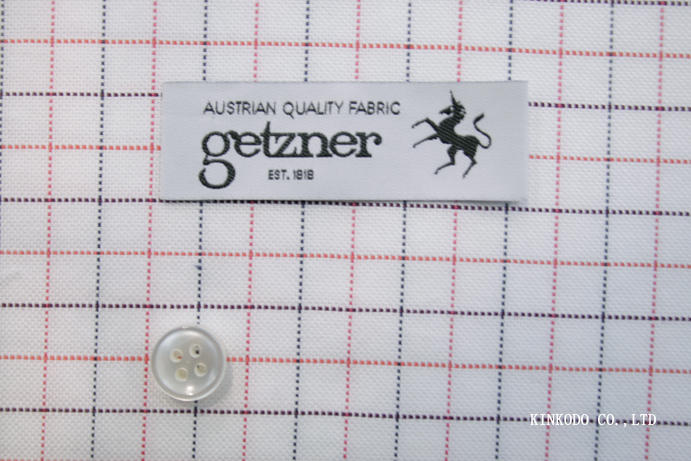 AUSTRIAN QUALITY FABRIC
getzner
EST. 1818
KINKODO CO.,LTD